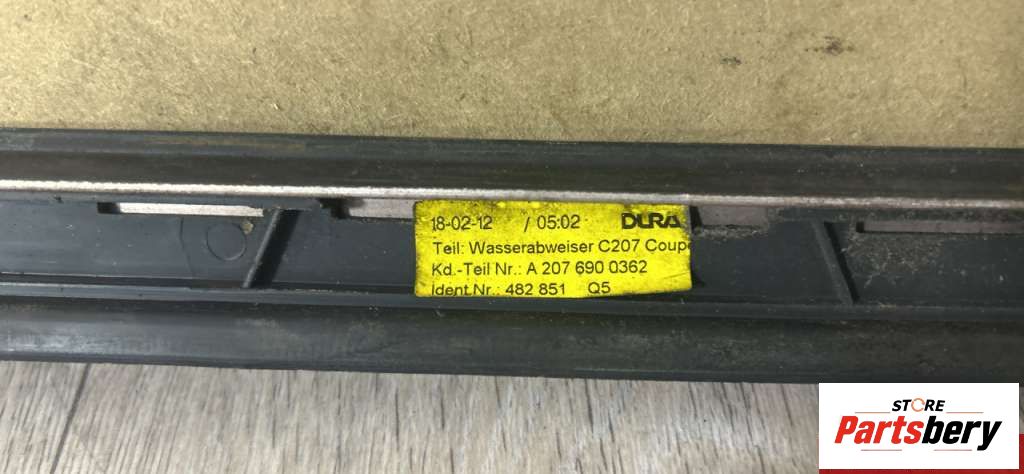 18-02-12 / 05:02 DURA
Teil: Wasserabweiser C207 Coupe
Kd.-Teil Nr.: A 207 690 0362
Ident.Nr.: 482 851 Q5
STORE
Partsbery